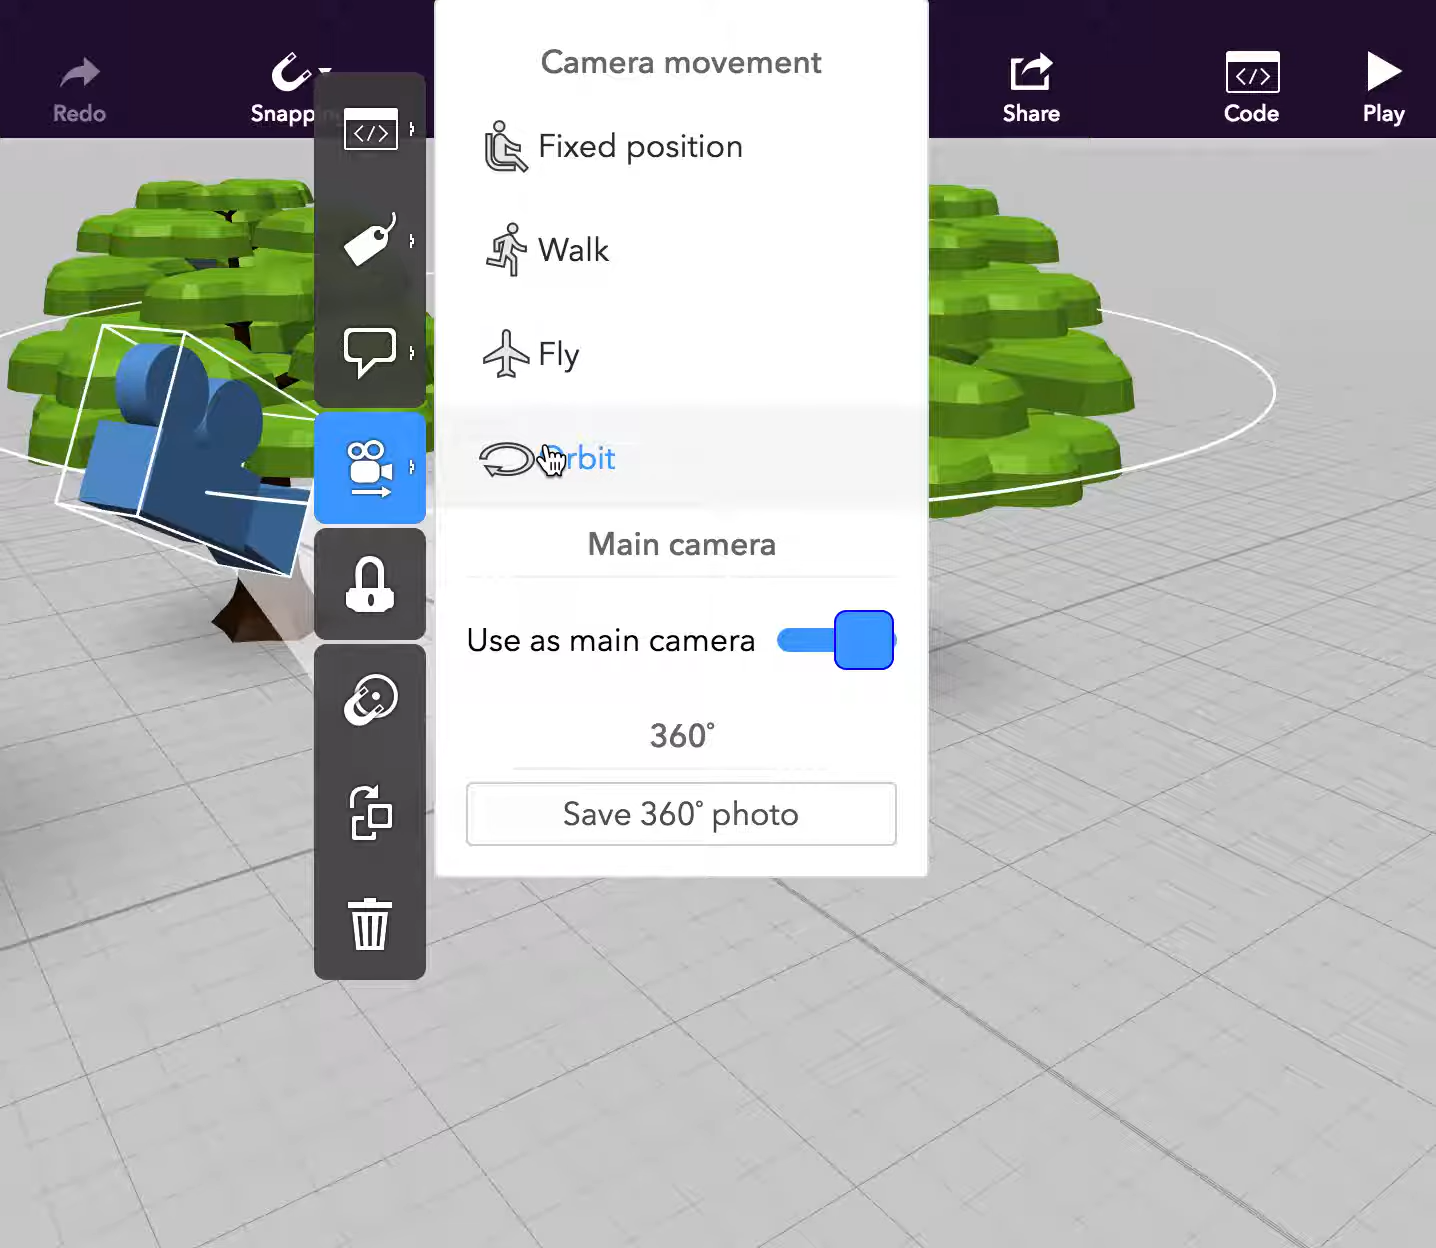 Redo
Snapp
Share
Code
Play
Camera movement
Fixed position
Walk
Fly
Orbit
Main camera
Use as main camera
360°
Save 360° photo